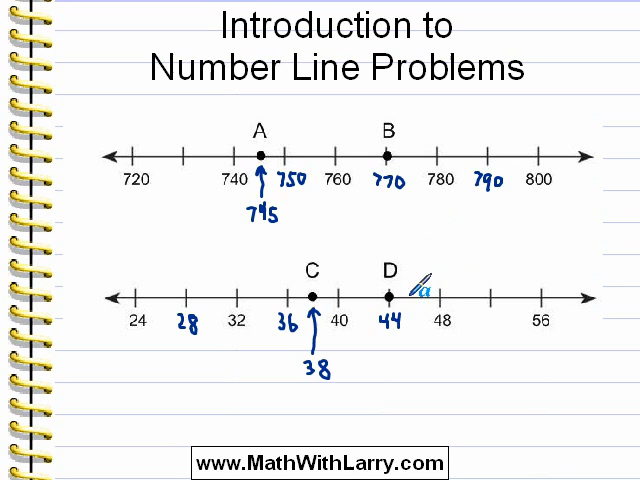 Introduction to
Number Line Problems
A B
720 740 750 760 770 780 790 800
745
C D
a
24 28 32 36 40 44 48 56
38
www.MathWithLarry.com